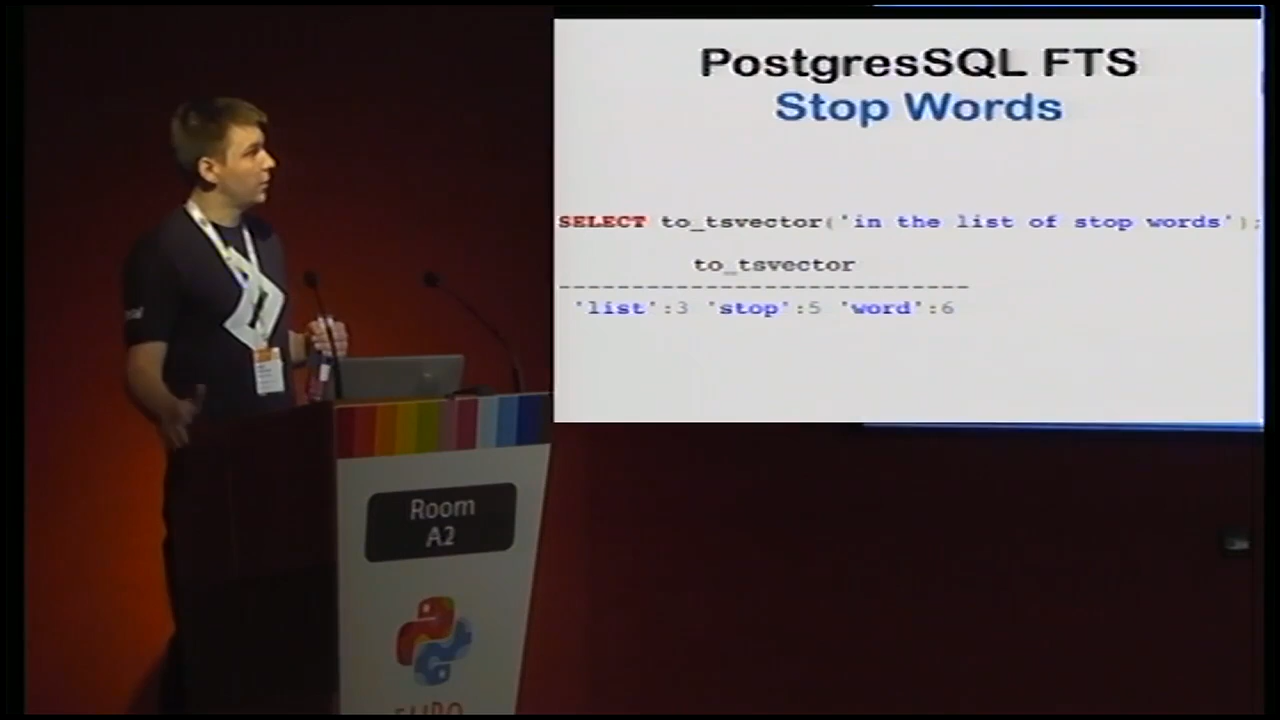 PostgresSQL FTS
Stop Words
SELECT to_tsvector('in the list of stop words');
to_tsvector
-----------------------------
'list':3 'stop':5 'word':6
Room
A2
EURO